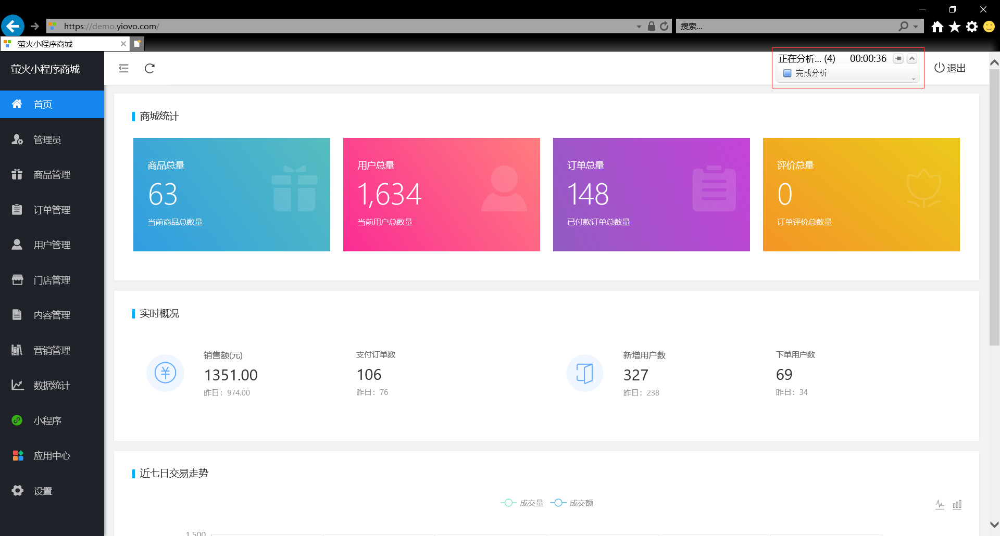 https://demo.yiovo.com/
搜索...
萤火小程序商城
萤火小程序商城
正在分析... (4) 00:00:36
完成分析
退出
首页
管理员
商品管理
订单管理
用户管理
门店管理
内容管理
营销管理
数据统计
小程序
应用中心
设置
商城统计
商品总量
63
当前商品总数量
用户总量
1,634
当前用户总数量
订单总量
148
已付款订单总数量
评价总量
0
订单评价总数量
实时概况
销售额(元)
1351.00
昨日：974.00
支付订单数
106
昨日：76
新增用户数
327
昨日：238
下单用户数
69
昨日：34
近七日交易走势
成交量 成交额
1,500